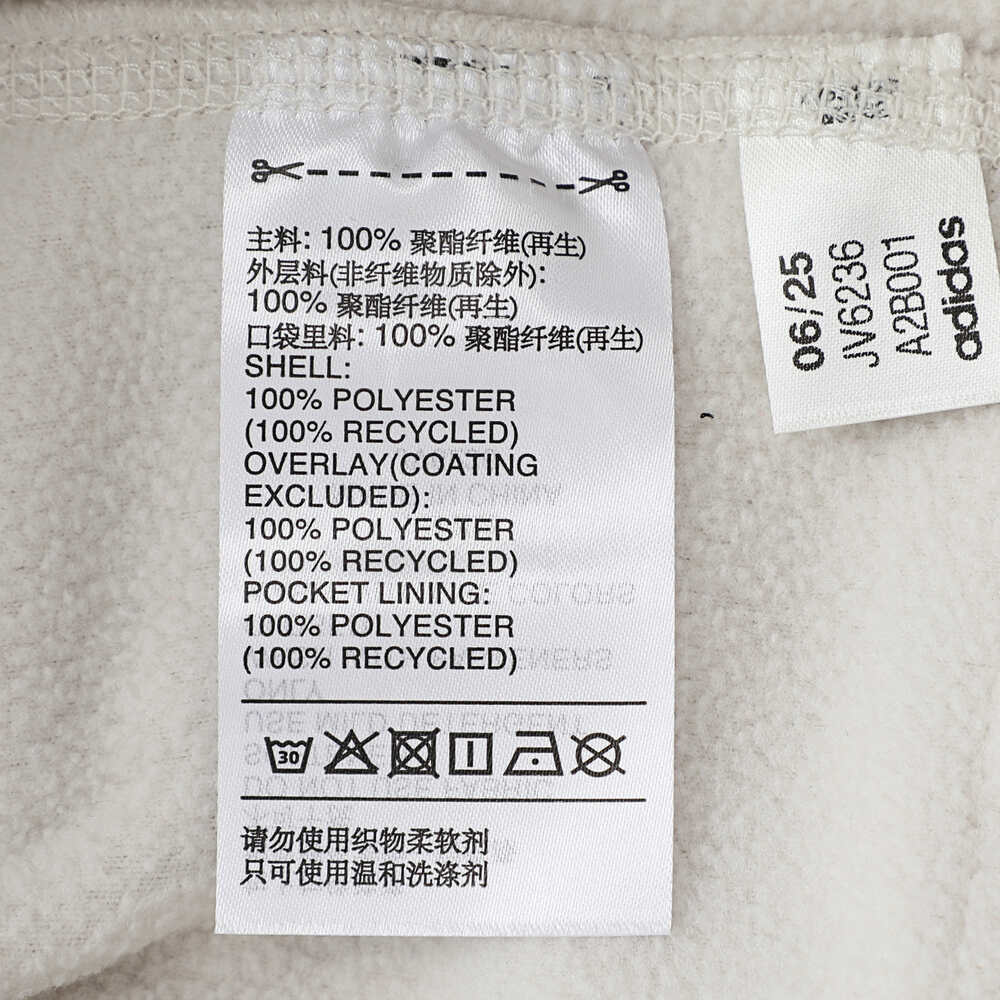 主料: 100% 聚酯纤维(再生)
外层料(非纤维物质除外):
100% 聚酯纤维(再生)
口袋里料: 100% 聚酯纤维(再生)
SHELL:
100% POLYESTER
(100% RECYCLED)
OVERLAY(COATING
EXCLUDED):
100% POLYESTER
(100% RECYCLED)
POCKET LINING:
100% POLYESTER
(100% RECYCLED)
30
请勿使用织物柔软剂
只可使用温和洗涤剂
06/25
JV6236
A2B001
adidas